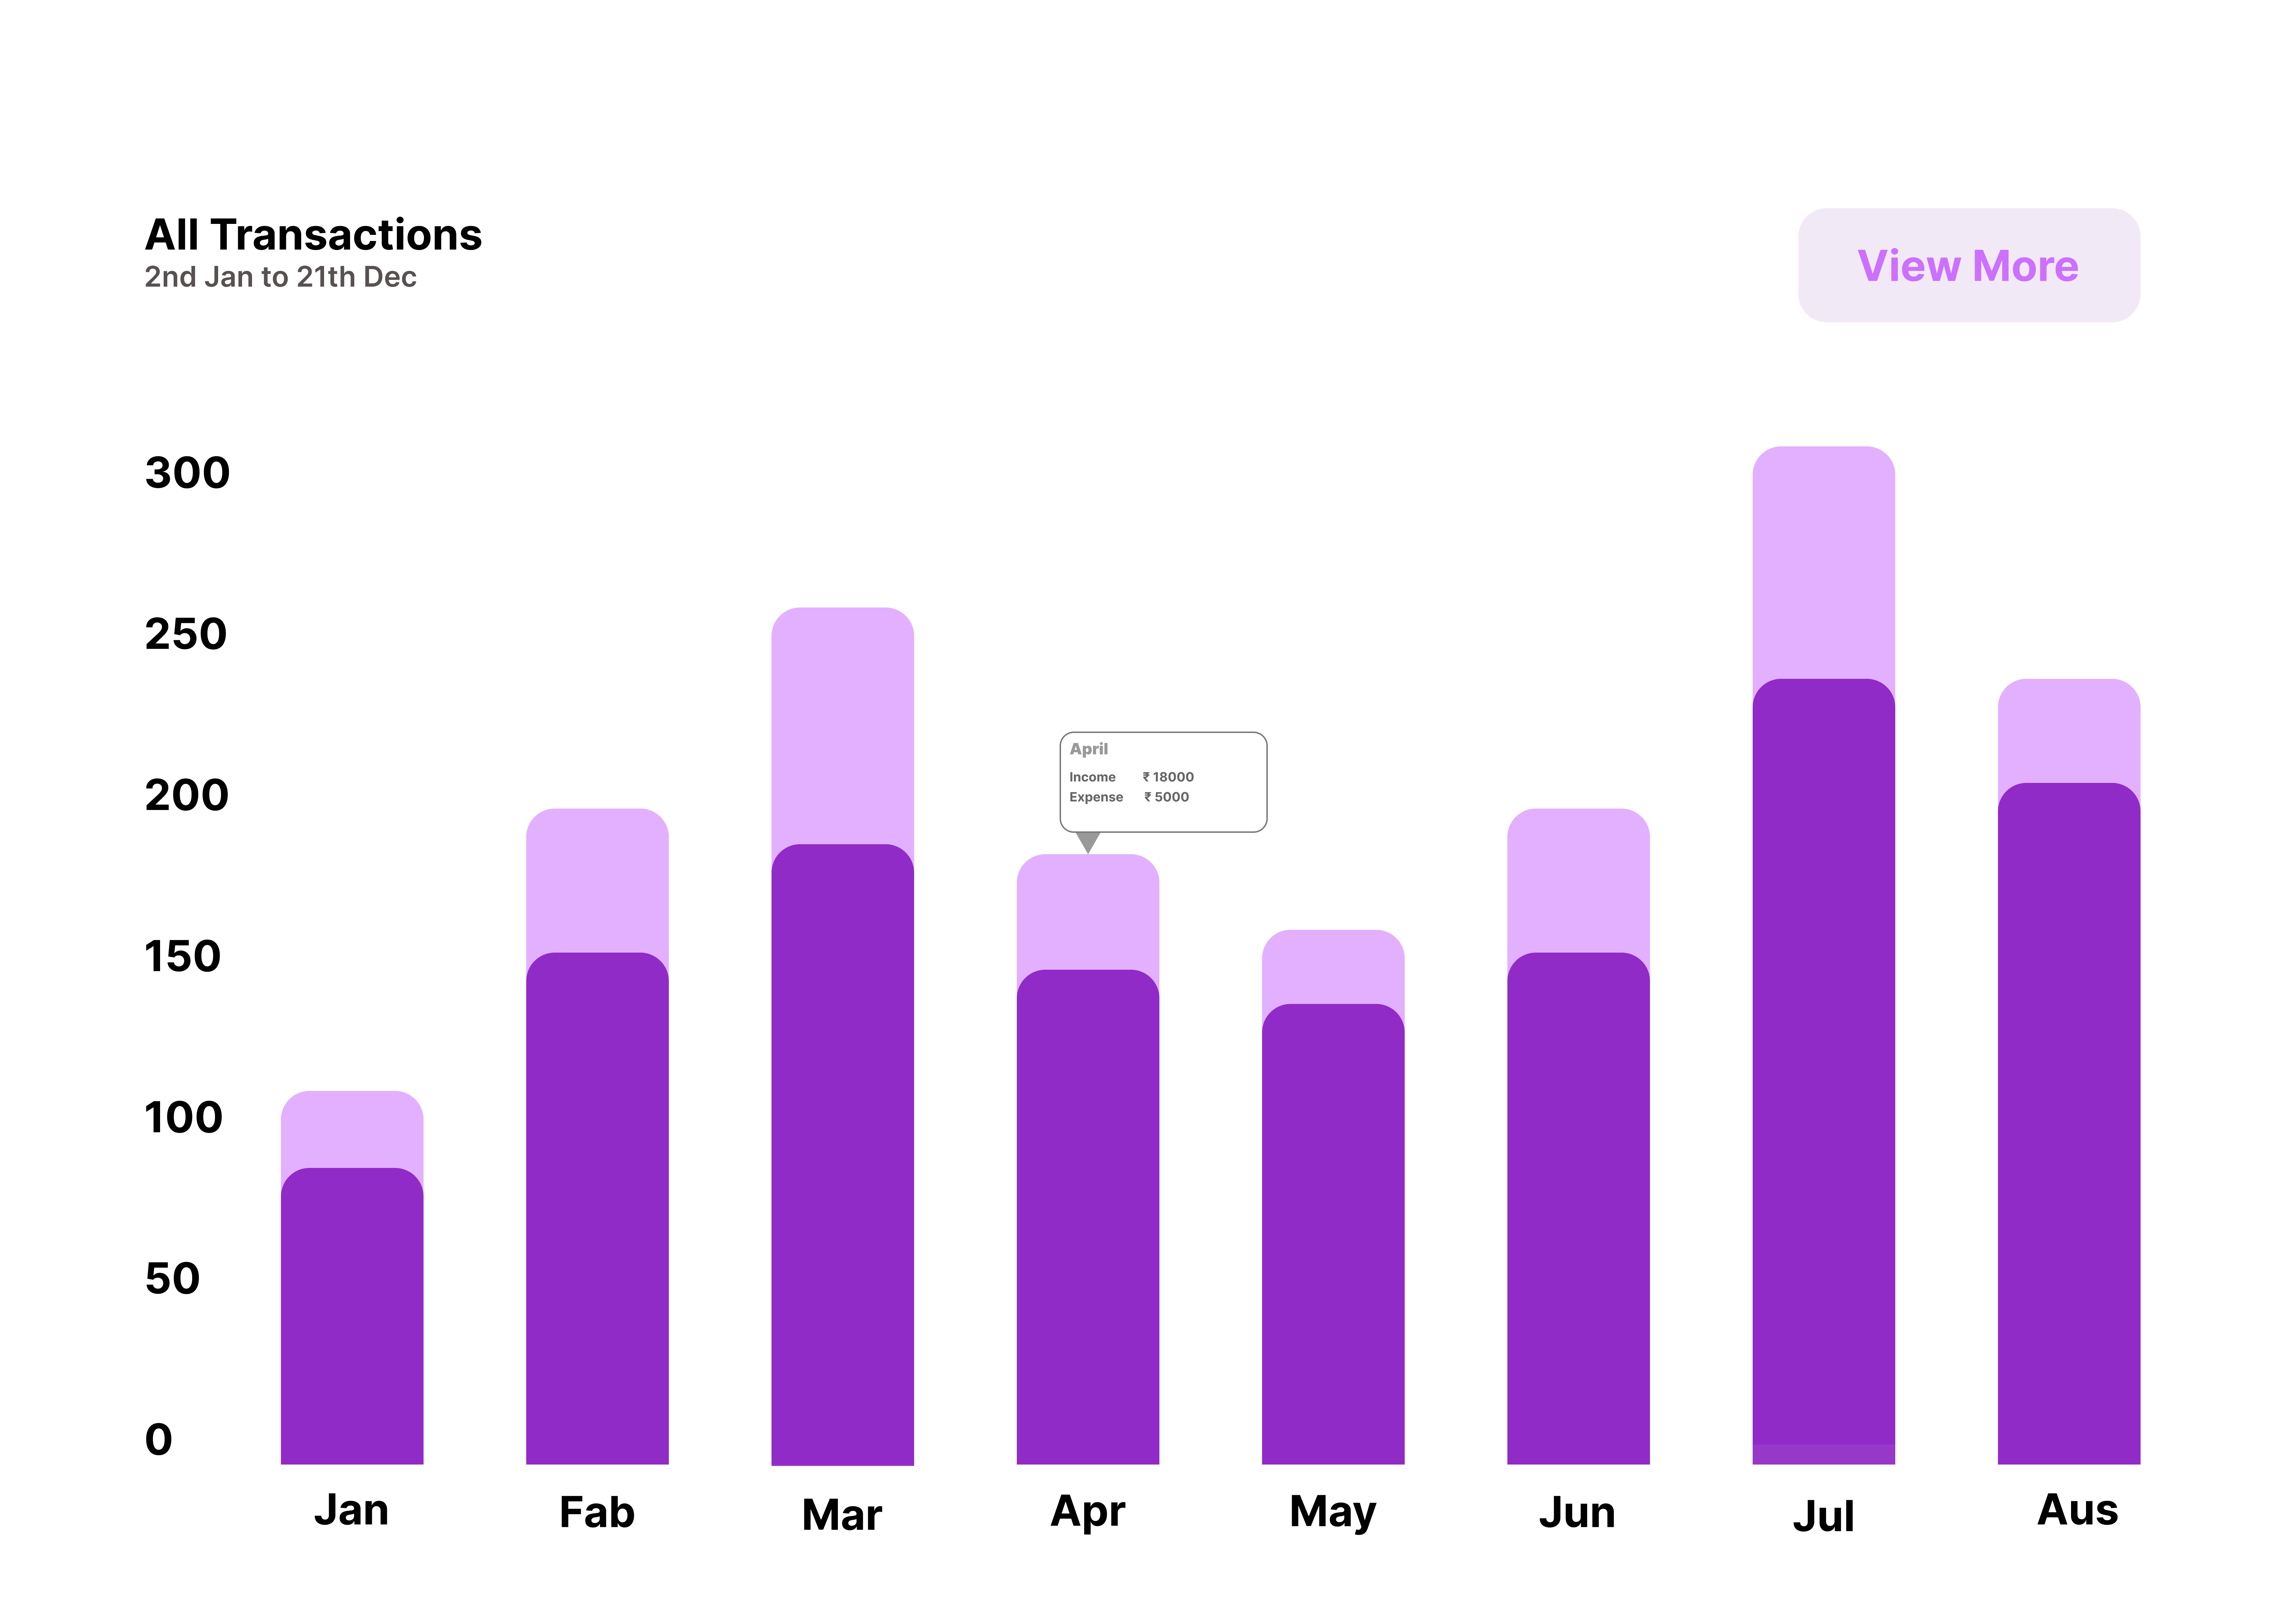 All Transactions
2nd Jan to 21th Dec
View More
300
250
200
150
100
50
0
April
Income ₹ 18000
Expense ₹ 5000
Jan Fab Mar Apr May Jun Jul Aus